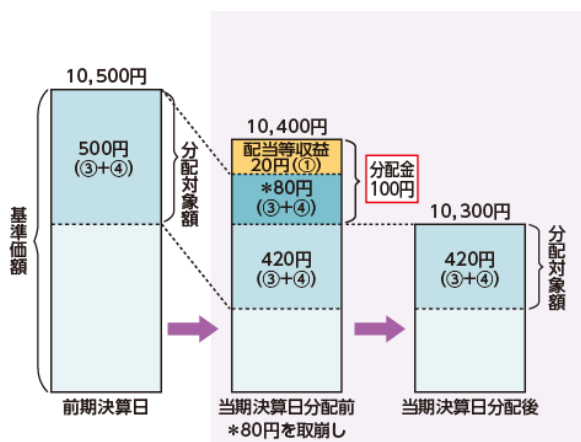 10,500円
500円
(③+④)
分配対象額
基準価額
前期決算日
10,400円
配当等収益
20円(①)
*80円
(③+④)
分配金
100円
420円
(③+④)
当期決算日分配前
*80円を取崩し
10,300円
420円
(③+④)
分配対象額
当期決算日分配後